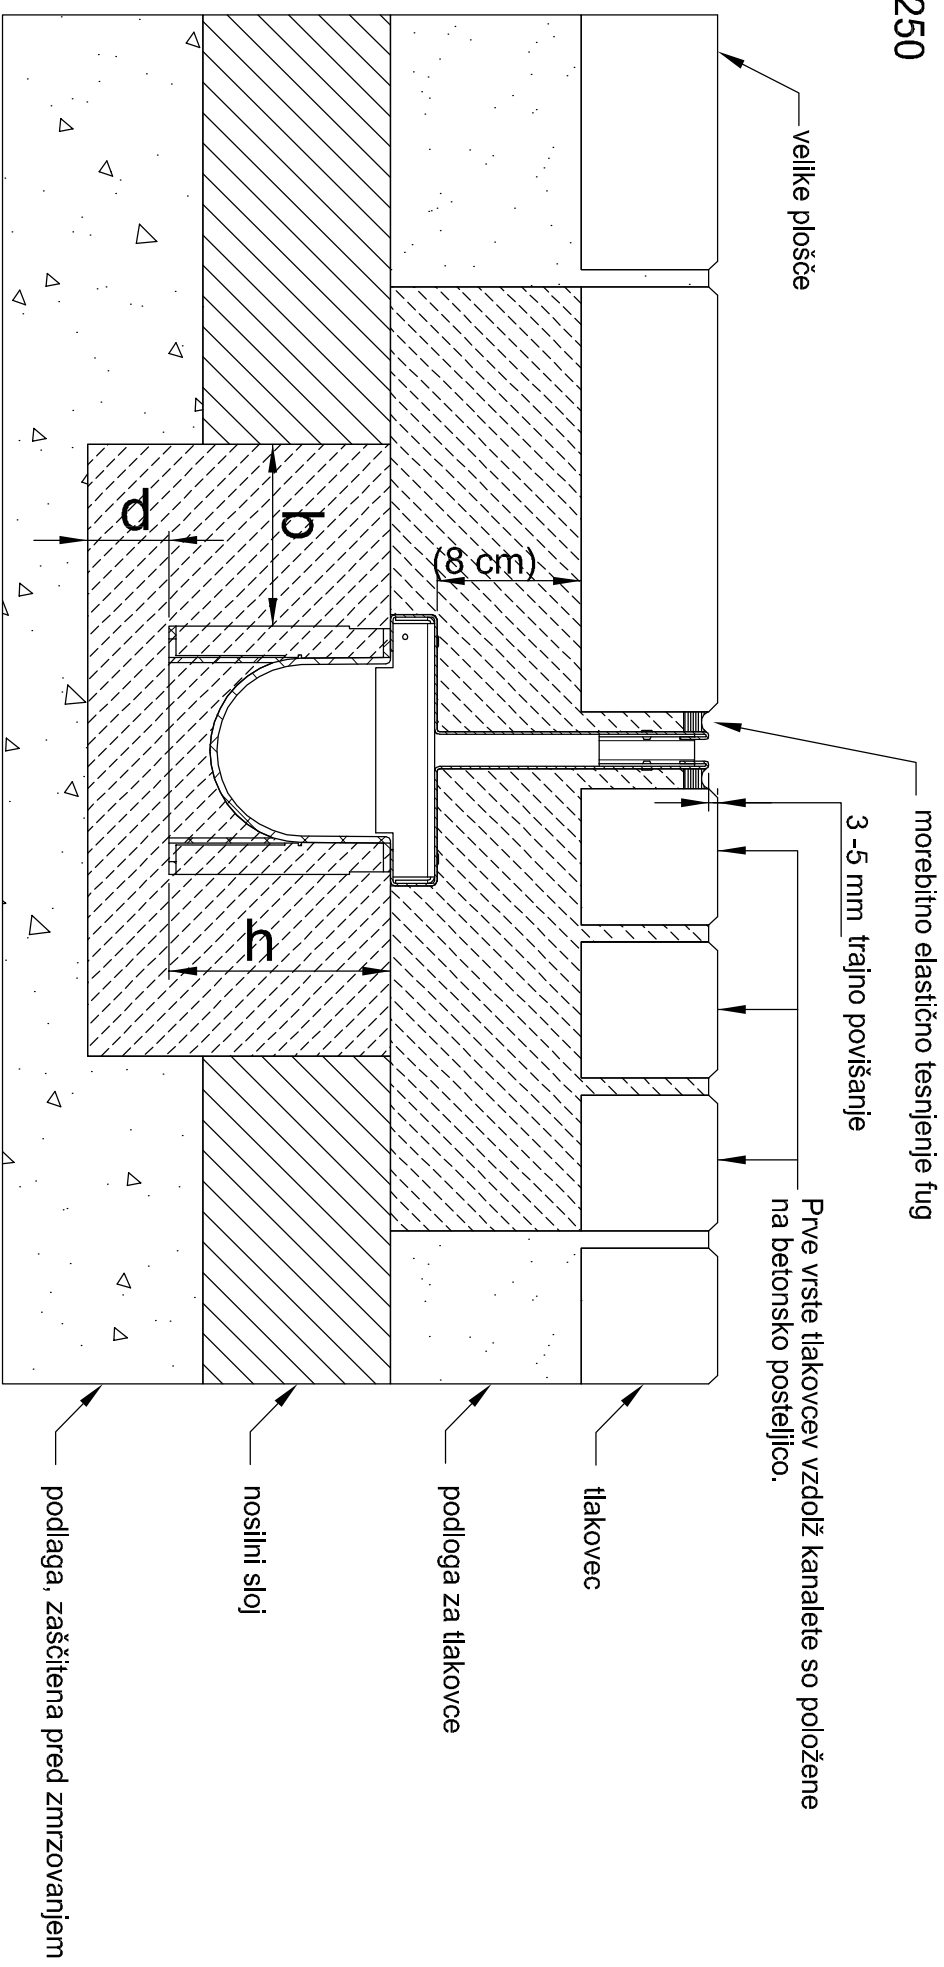 250
morebitno elastično tesnjenje fug
3 -5 mm trajno povišanje
velike plošče
Prve vrste tlakovcev vzdolž kanalete so položene
na betonsko posteljico.
tlakovec
(8 cm)
podloga za tlakovce
b
h
nosilni sloj
d
podlaga, zaščitena pred zmrzovanjem